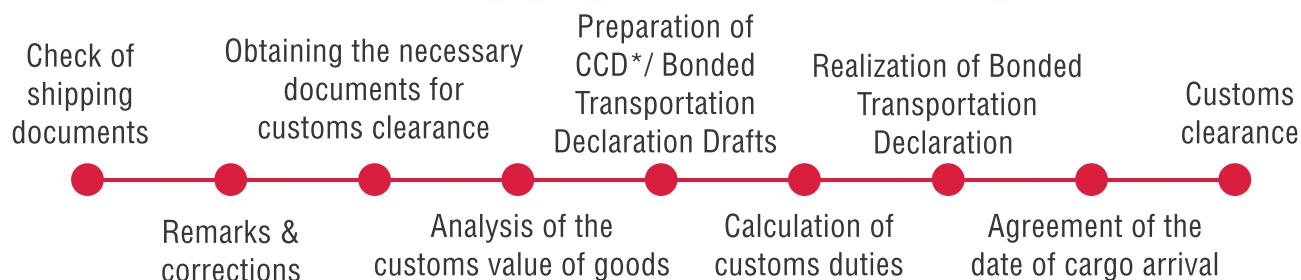 Check of
shipping
documents
Remarks &
corrections
Obtaining the necessary
documents for
customs clearance
Analysis of the
customs value of goods
Preparation of
CCD*/ Bonded
Transportation
Declaration Drafts
Calculation of
customs duties
Realization of Bonded
Transportation
Declaration
Agreement of the
date of cargo arrival
Customs
clearance